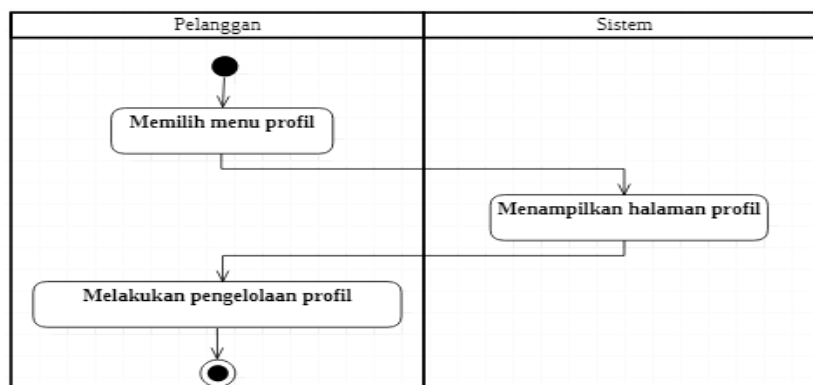 Pelanggan
Sistem
Memilih menu profil
Menampilkan halaman profil
Melakukan pengelolaan profil